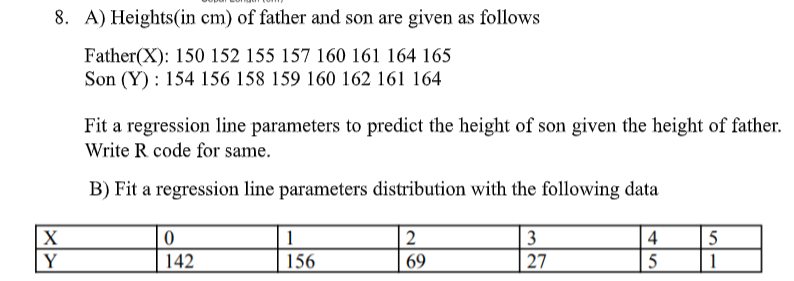 8. A) Heights(in cm) of father and son are given as follows
Father(X): 150 152 155 157 160 161 164 165
Son (Y) : 154 156 158 159 160 162 161 164
Fit a regression line parameters to predict the height of son given the height of father.
Write R code for same.
B) Fit a regression line parameters distribution with the following data
X 0 1 2 3 4 5
Y 142 156 69 27 5 1